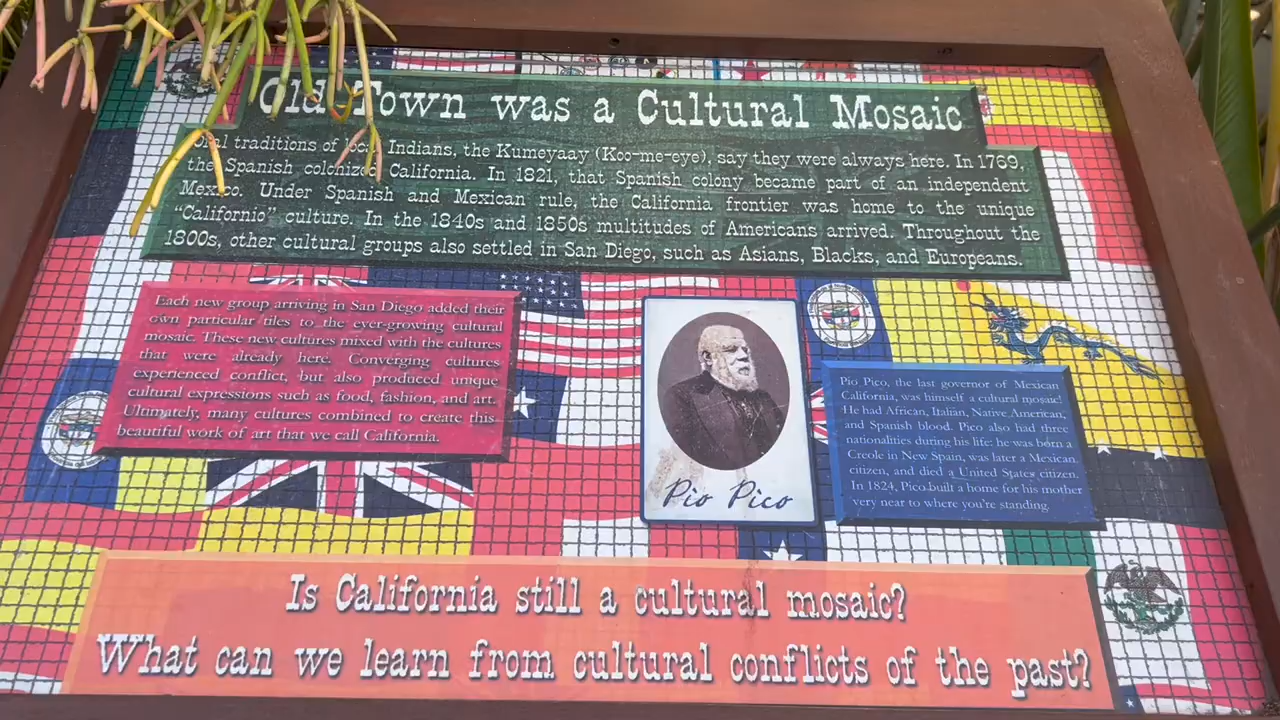 Old Town was a Cultural Mosaic
Oral traditions of local Indians, the Kumeyaay (Koo-me-eye), say they were always here. In 1769,
the Spanish colonized California. In 1821, that Spanish colony became part of an independent
Mexico. Under Spanish and Mexican rule, the California frontier was home to the unique
"Californio" culture. In the 1840s and 1850s multitudes of Americans arrived. Throughout the
1800s, other cultural groups also settled in San Diego, such as Asians, Blacks, and Europeans.
Each new group arriving in San Diego added their
own particular tiles to the ever-growing cultural
mosaic. These new cultures mixed with the cultures
that were already here. Converging cultures
experienced conflict, but also produced unique
cultural expressions such as food, fashion, and art.
Ultimately, many cultures combined to create this
beautiful work of art that we call California.
Pio Pico
Pio Pico, the last governor of Mexican
California, was himself a cultural mosaic!
He had African, Italian, Native American,
and Spanish blood. Pico also had three
nationalities during his life: he was born a
Creole in New Spain, was later a Mexican
citizen, and died a United States citizen.
In 1824, Pico built a home for his mother
very near to where you're standing.
Is California still a cultural mosaic?
What can we learn from cultural conflicts of the past?